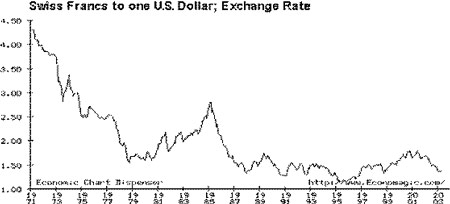 Swiss Francs to one U.S. Dollar; Exchange Rate
4.50
4.00
3.50
3.00
2.50
2.00
1.50
1.00
Economic Chart Dispenser http://www.Economagic.com/
19 19 19 19 19 19 19 19 19 19 19 19 19 19 19 20 20
71 73 75 77 79 81 83 85 87 89 91 93 95 97 99 01 03